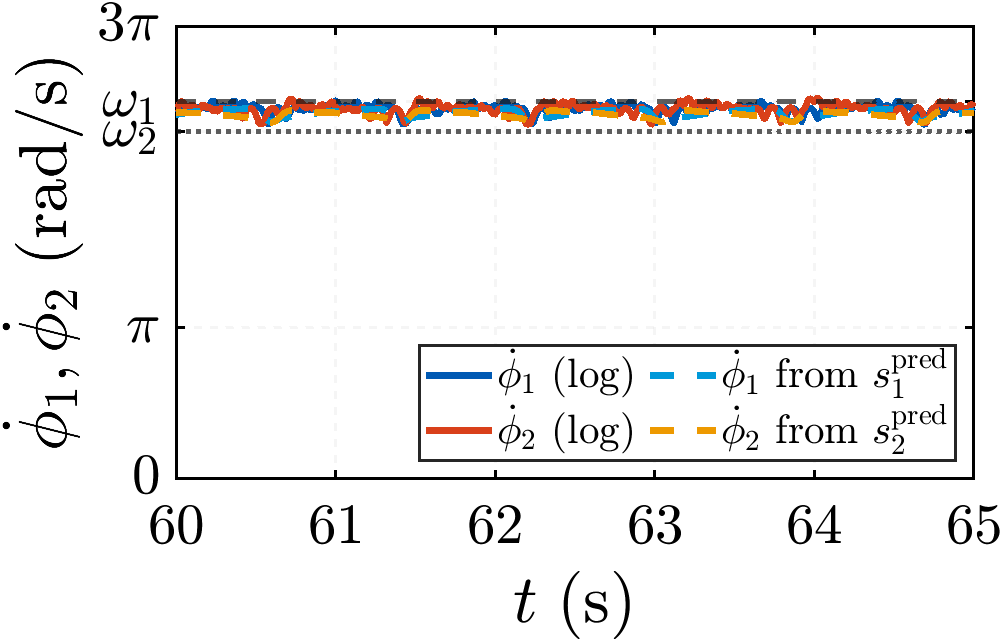 3π
ω₁
ω₂
π
0
ϕ̇₁, ϕ̇₂ (rad/s)
ϕ̇₁ (log) ϕ̇₁ from s₁ᵖʳᵉᵈ
ϕ̇₂ (log) ϕ̇₂ from s₂ᵖʳᵉᵈ
60 61 62 63 64 65
t (s)